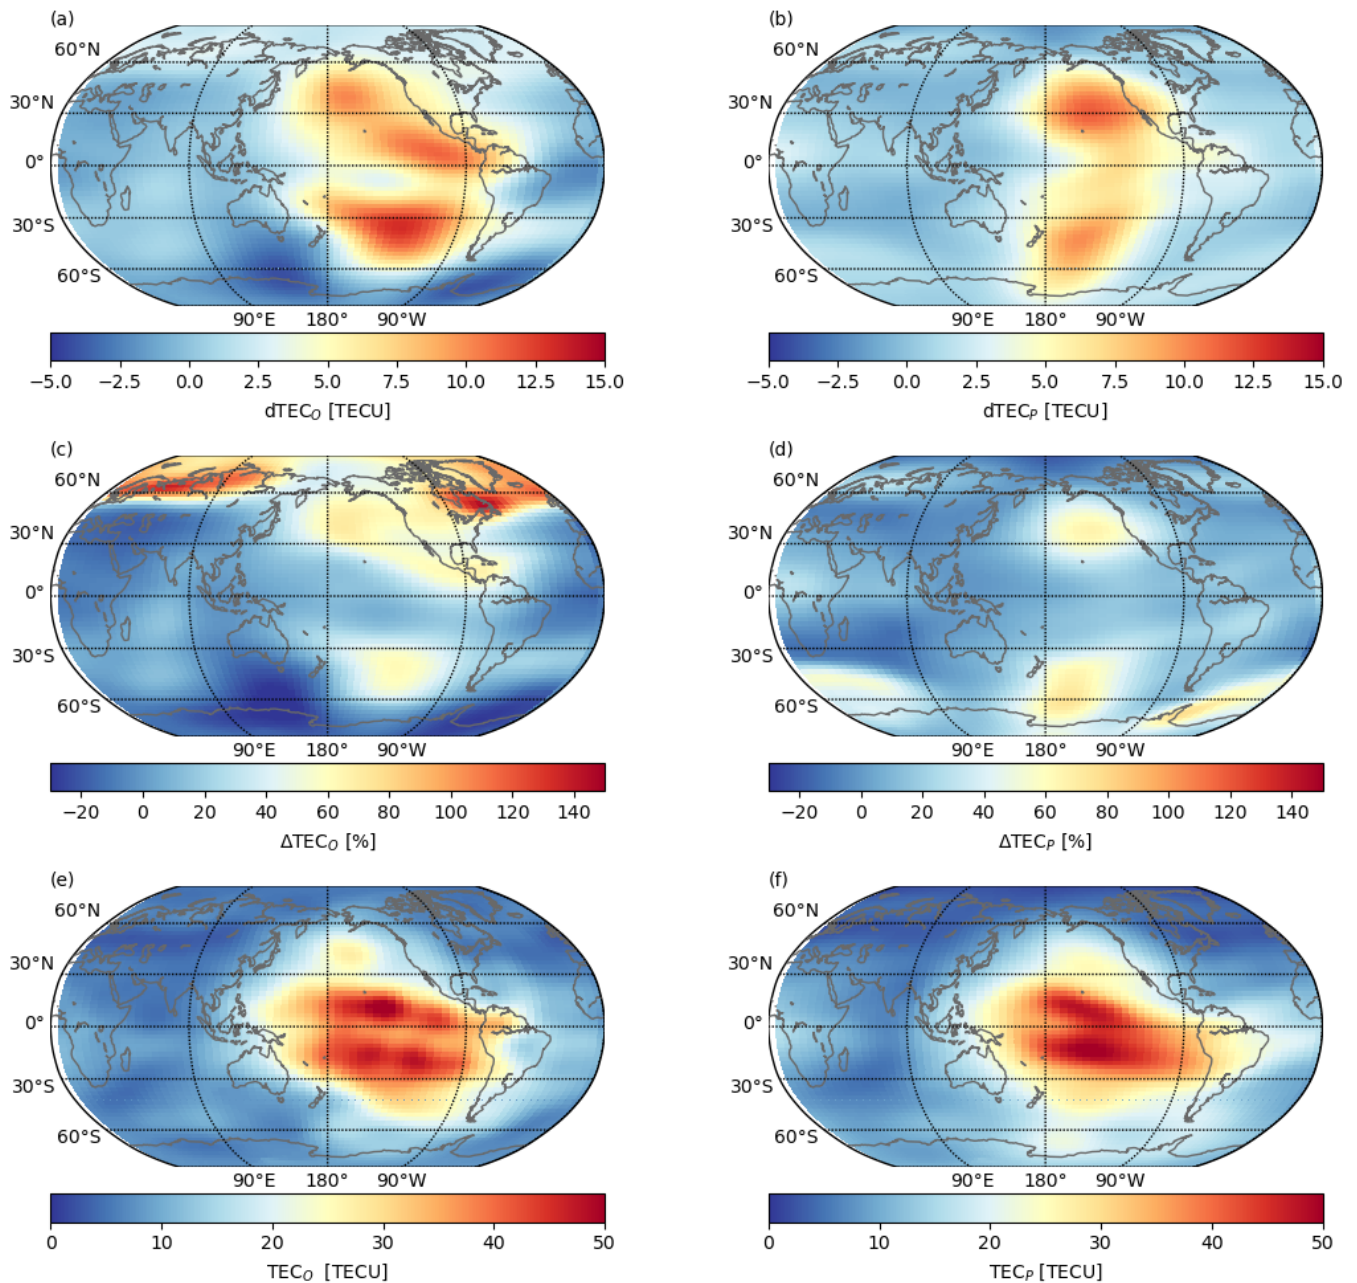 (a) (b)
60°N 60°N
30°N 30°N
0° 0°
30°S 30°S
60°S 60°S
90°E 180° 90°W 90°E 180° 90°W
−5.0 −2.5 0.0 2.5 5.0 7.5 10.0 12.5 15.0 −5.0 −2.5 0.0 2.5 5.0 7.5 10.0 12.5 15.0
dTEC_O [TECU] dTEC_P [TECU]
(c) (d)
60°N 60°N
30°N 30°N
0° 0°
30°S 30°S
60°S 60°S
90°E 180° 90°W 90°E 180° 90°W
−20 0 20 40 60 80 100 120 140 −20 0 20 40 60 80 100 120 140
ΔTEC_O [%] ΔTEC_P [%]
(e) (f)
60°N 60°N
30°N 30°N
0° 0°
30°S 30°S
60°S 60°S
90°E 180° 90°W 90°E 180° 90°W
0 10 20 30 40 50 0 10 20 30 40 50
TEC_O [TECU] TEC_P [TECU]